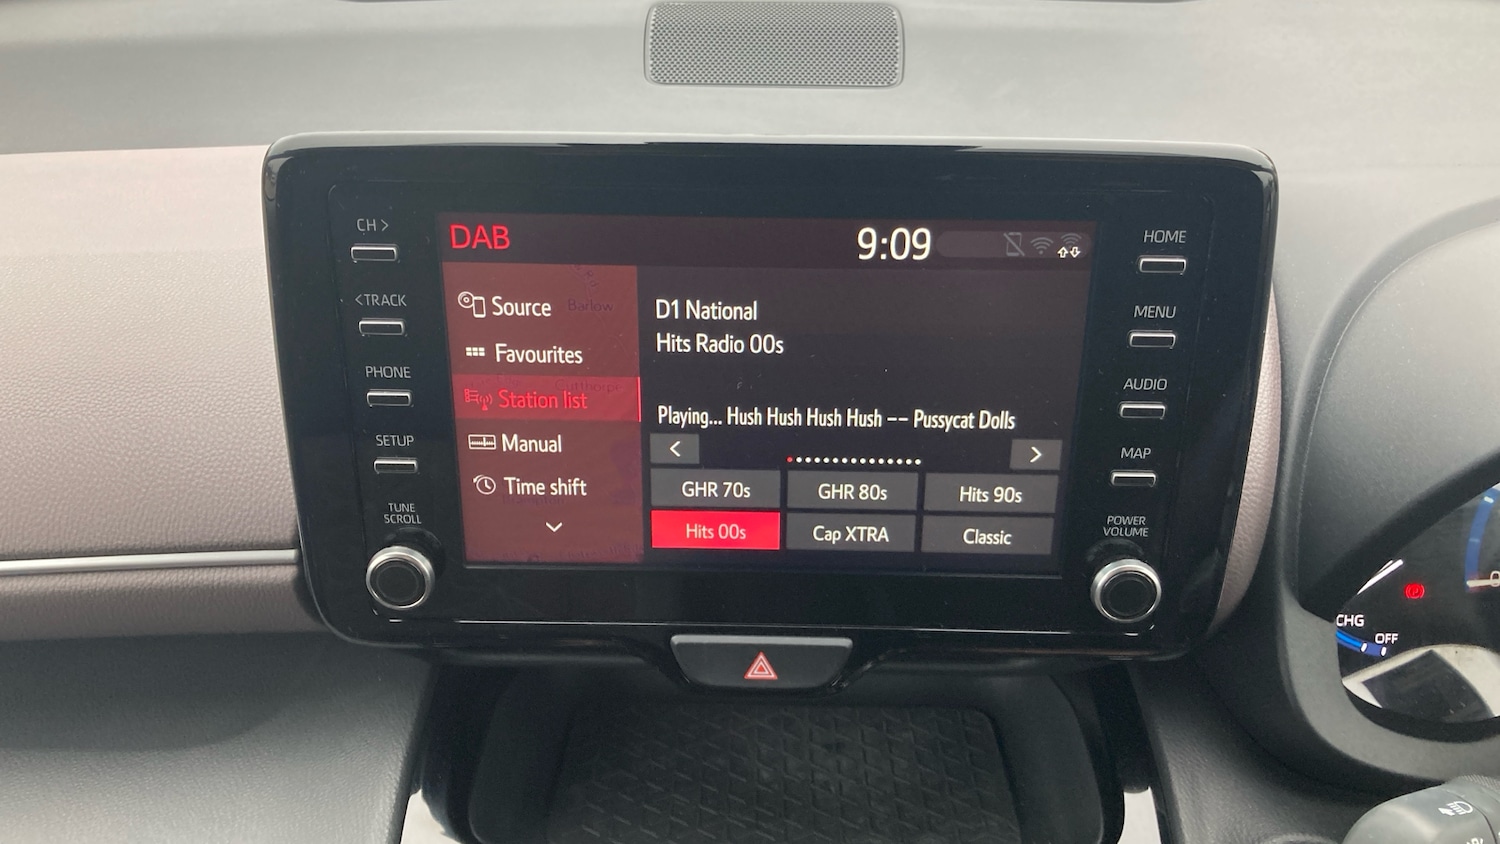 CH >
<TRACK
PHONE
SETUP
TUNE
SCROLL
DAB
9:09
Source
Barlow
Favourites
Cutthorpe
Station list
Manual
Time shift
D1 National
Hits Radio 00s
Playing... Hush Hush Hush Hush -- Pussycat Dolls
<
>
GHR 70s
GHR 80s
Hits 90s
Hits 00s
Cap XTRA
Classic
HOME
MENU
AUDIO
MAP
POWER
VOLUME
CHG
OFF